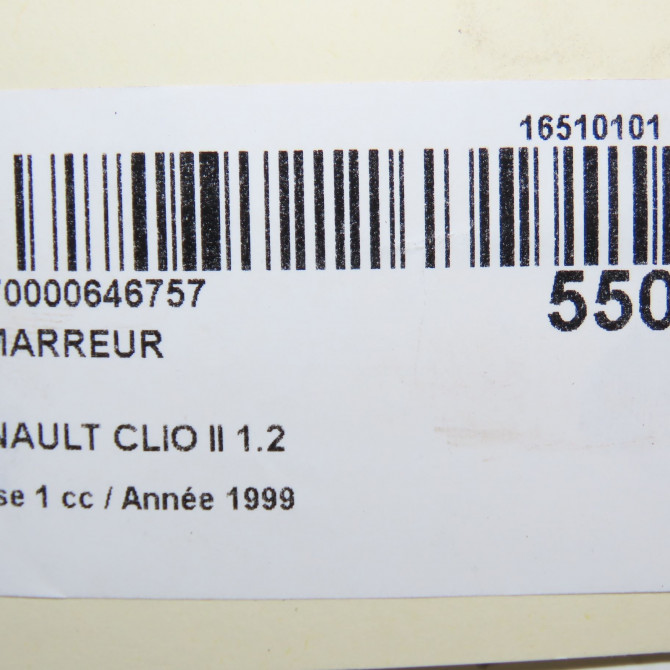 16510101
70000646757
550
MARREUR
NAULT CLIO II 1.2
se 1 cc / Année 1999